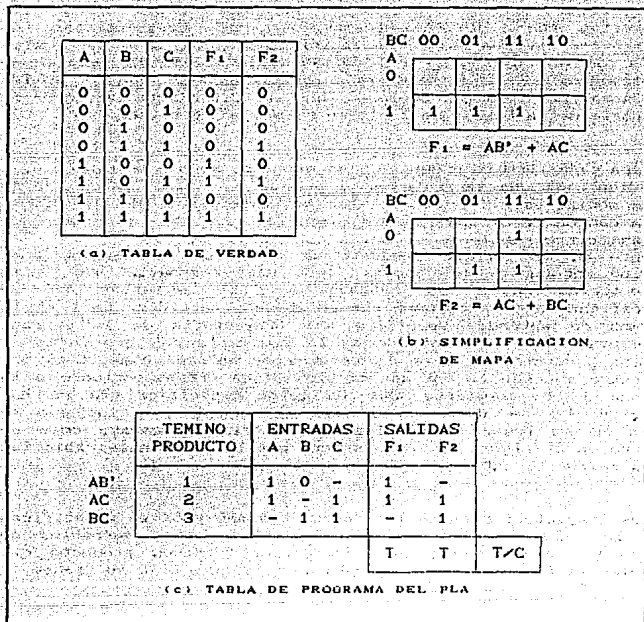 A B C F1 F2
0 0 0 0 0
0 0 1 0 0
0 1 0 0 0
0 1 1 0 1
1 0 0 1 0
1 0 1 1 1
1 1 0 0 0
1 1 1 1 1
(a) TABLA DE VERDAD
BC 00 01 11 10
A
0
1 1 1 1
F1 = AB' + AC
BC 00 01 11 10
A
0 1
1 1 1
F2 = AC + BC
(b) SIMPLIFICACION
DE MAPA
TEMINO ENTRADAS SALIDAS
PRODUCTO A B C F1 F2
AB' 1 1 0 - 1 -
AC 2 1 - 1 1 1
BC 3 - 1 1 - 1
T T T/C
(c) TABLA DE PROGRAMA DEL PLA